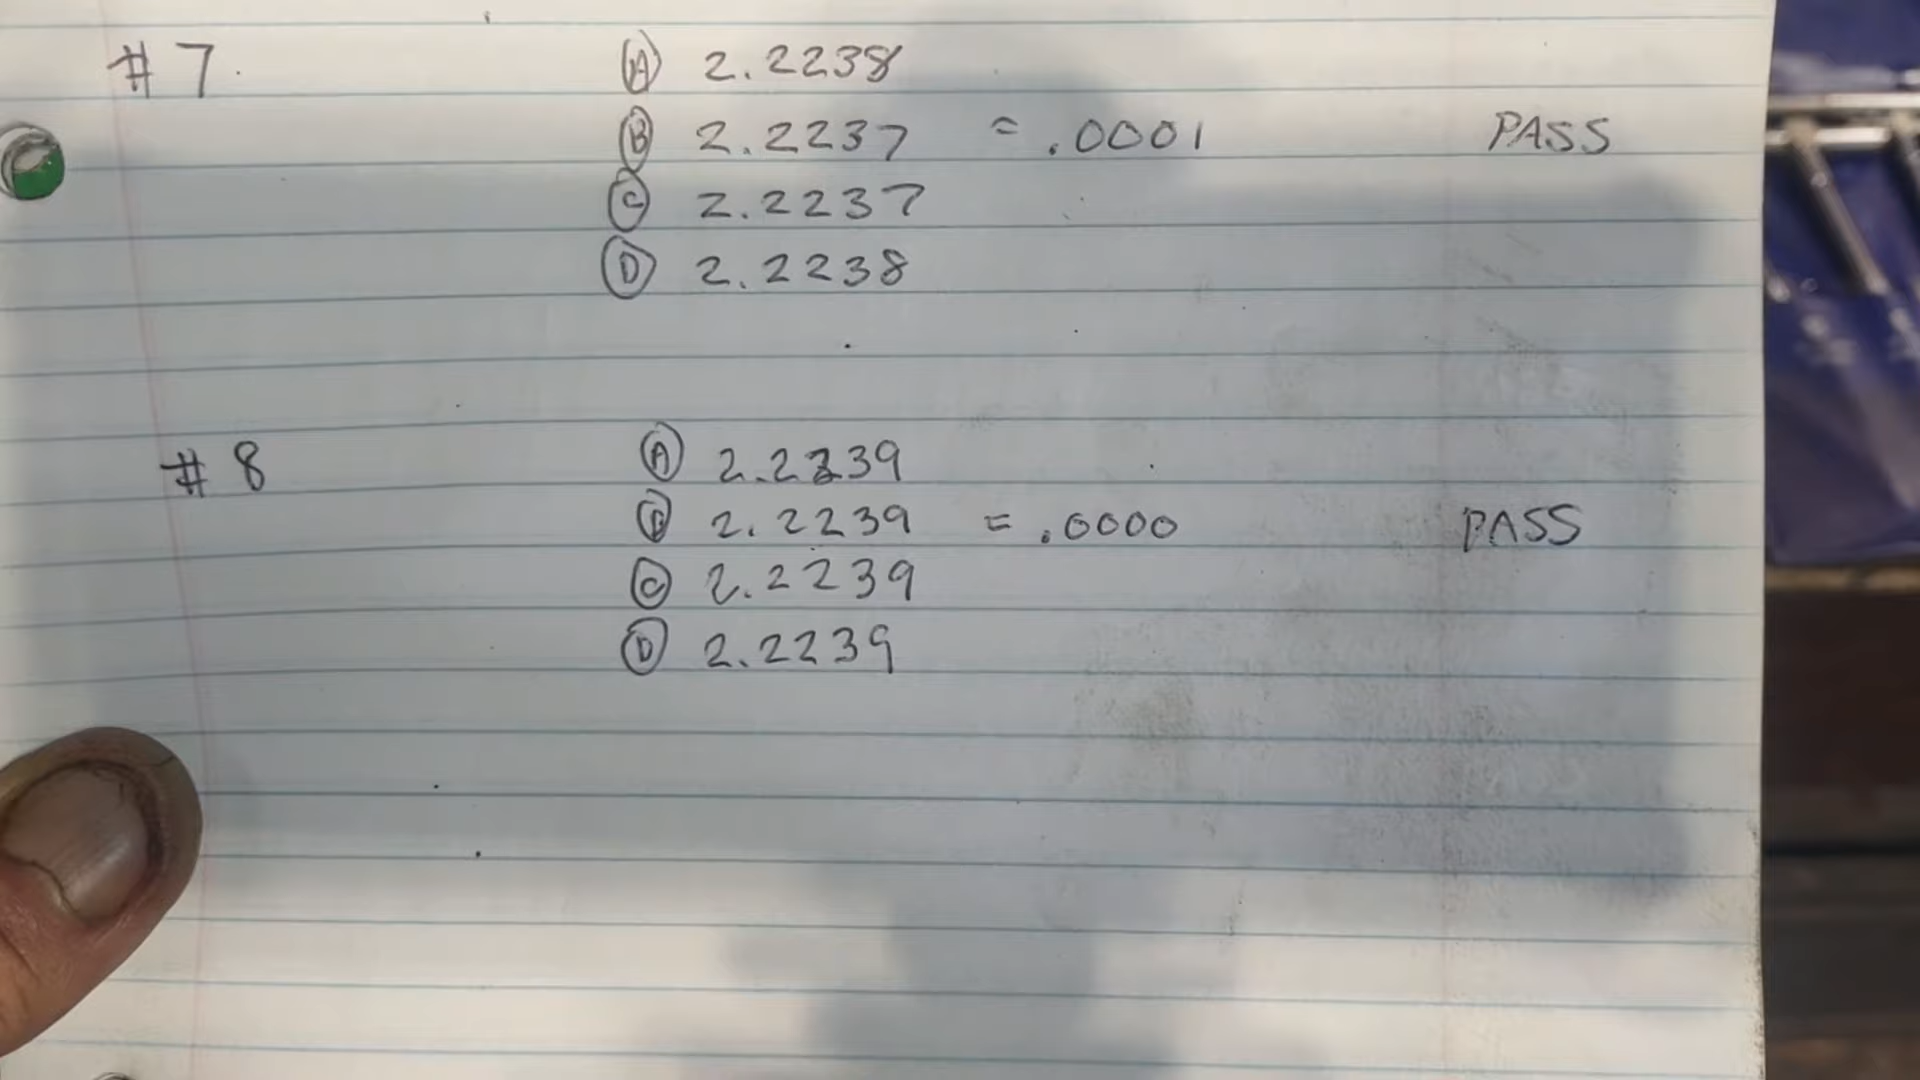 #7 Ⓐ 2.2238
Ⓑ 2.2237 = .0001 PASS
Ⓒ 2.2237
Ⓓ 2.2238
#8 Ⓐ 2.2239
Ⓑ 2.2239 = .0000 PASS
Ⓒ 2.2239
Ⓓ 2.2239